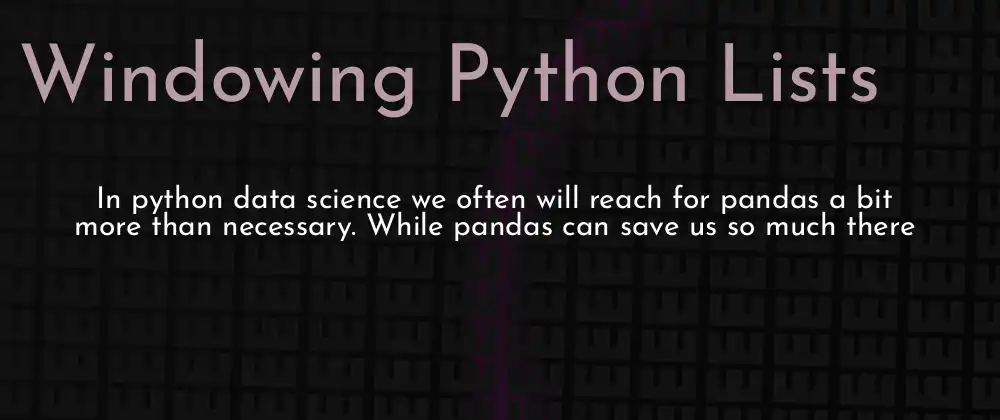 Windowing Python Lists
In python data science we often will reach for pandas a bit
more than necessary. While pandas can save us so much there